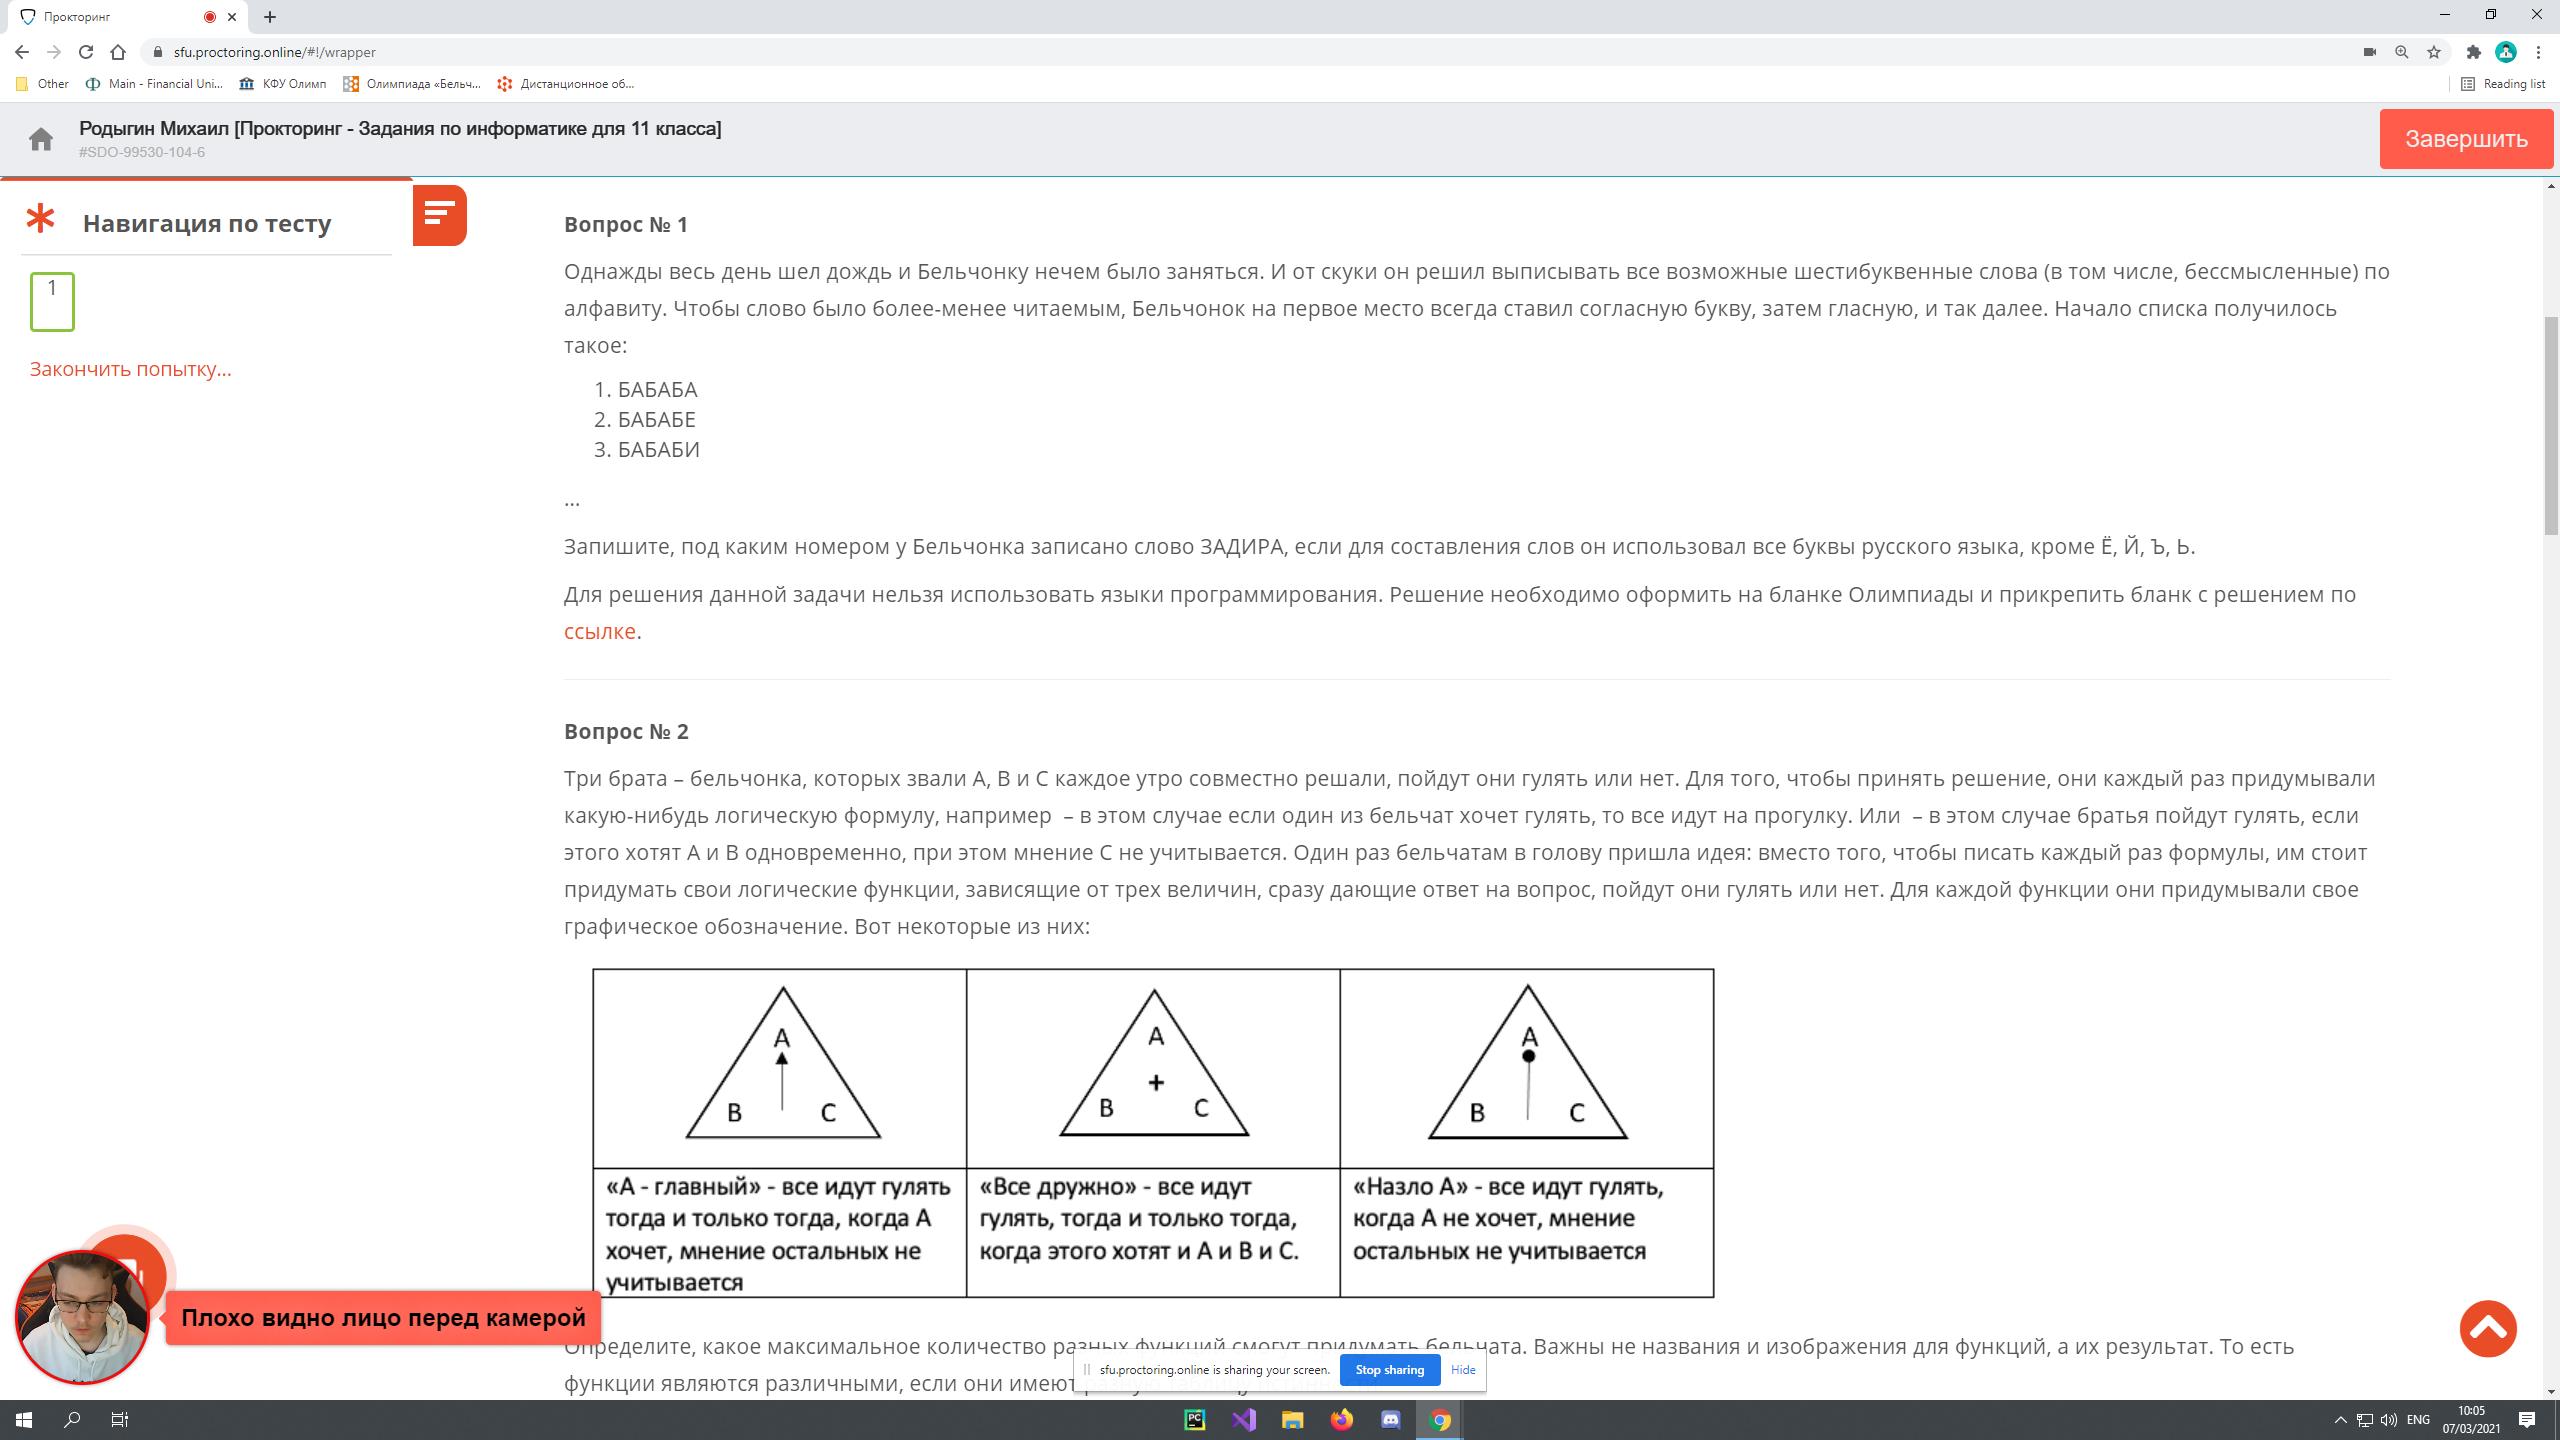 Прокторинг
sfu.proctoring.online/#!/wrapper
Other
Main - Financial Uni...
КФУ Олимп
Олимпиада «Бельч...
Дистанционное об...
Reading list
Родыгин Михаил [Прокторинг - Задания по информатике для 11 класса]
#SDO-99530-104-6
Завершить
Навигация по тесту
1
Закончить попытку...
Вопрос № 1
Однажды весь день шел дождь и Бельчонку нечем было заняться. И от скуки он решил выписывать все возможные шестибуквенные слова (в том числе, бессмысленные) по
алфавиту. Чтобы слово было более-менее читаемым, Бельчонок на первое место всегда ставил согласную букву, затем гласную, и так далее. Начало списка получилось
такое:
1. БАБАБА
2. БАБАБЕ
3. БАБАБИ
...
Запишите, под каким номером у Бельчонка записано слово ЗАДИРА, если для составления слов он использовал все буквы русского языка, кроме Ё, Й, Ъ, Ь.
Для решения данной задачи нельзя использовать языки программирования. Решение необходимо оформить на бланке Олимпиады и прикрепить бланк с решением по
ссылке.
Вопрос № 2
Три брата – бельчонка, которых звали А, В и С каждое утро совместно решали, пойдут они гулять или нет. Для того, чтобы принять решение, они каждый раз придумывали
какую-нибудь логическую формулу, например – в этом случае если один из бельчат хочет гулять, то все идут на прогулку. Или – в этом случае братья пойдут гулять, если
этого хотят А и В одновременно, при этом мнение С не учитывается. Один раз бельчатам в голову пришла идея: вместо того, чтобы писать каждый раз формулы, им стоит
придумать свои логические функции, зависящие от трех величин, сразу дающие ответ на вопрос, пойдут они гулять или нет. Для каждой функции они придумывали свое
графическое обозначение. Вот некоторые из них:
A
B C
A
+
B C
A
B C
«А - главный» - все идут гулять
тогда и только тогда, когда А
хочет, мнение остальных не
учитывается
«Все дружно» - все идут
гулять, тогда и только тогда,
когда этого хотят и А и В и С.
«Назло А» - все идут гулять,
когда А не хочет, мнение
остальных не учитывается
Плохо видно лицо перед камерой
Определите, какое максимальное количество разных функций смогут придумать бельчата. Важны не названия и изображения для функций, а их результат. То есть
функции являются различными, если они имеют
sfu.proctoring.online is sharing your screen.
Stop sharing
Hide
PC
ENG
10:05
07/03/2021